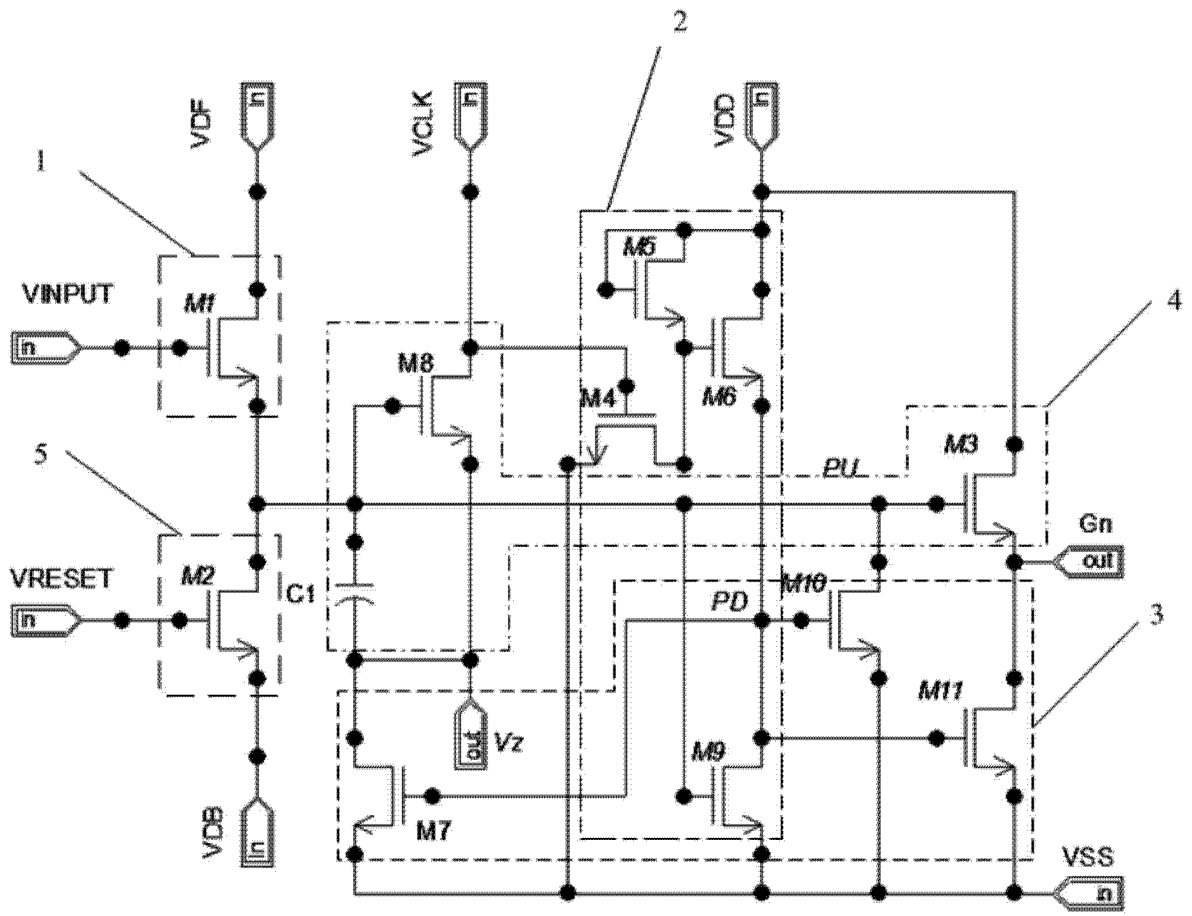 2
VDF
in
VCLK
in
VDD
in
1
M5
4
VINPUT
in
M1
M8
M4
M6
M3
5
PU
Gn
out
VRESET
in
M2
C1
M10
PD
3
M11
out
Vz
M9
VDB
in
M7
VSS
in